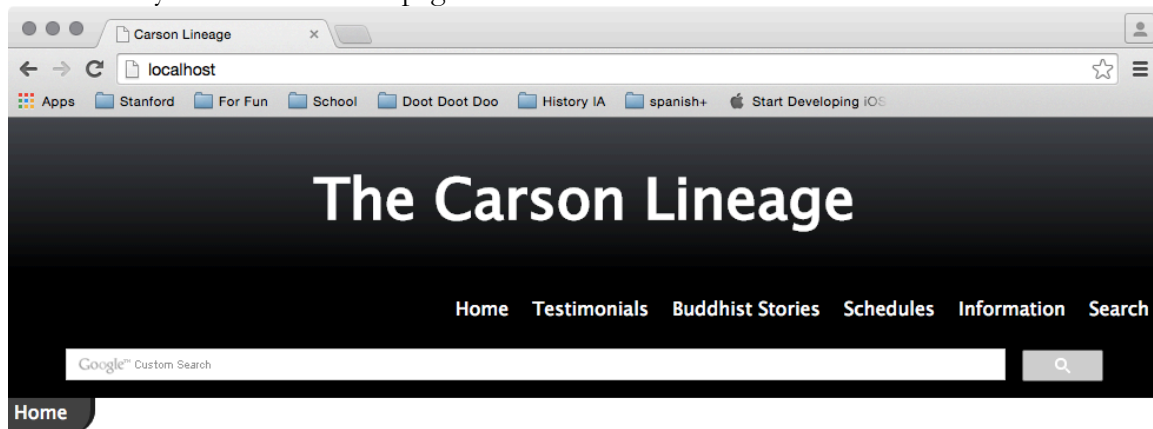 Carson Lineage
localhost
Apps Stanford For Fun School Doot Doot Doo History IA spanish+ Start Developing iOS
The Carson Lineage
Home Testimonials Buddhist Stories Schedules Information Search
Google™ Custom Search
Home